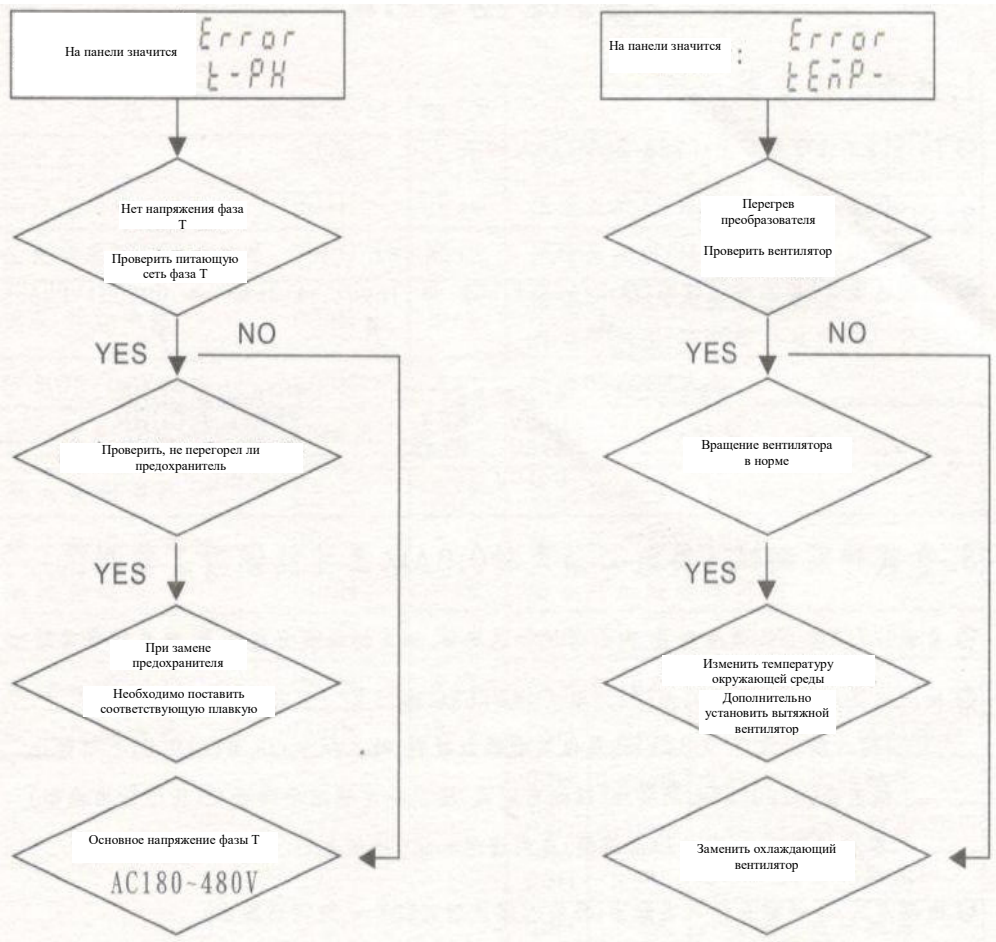 На панели значится
Error
t-PH
Нет напряжения фаза
Т
Проверить питающую
сеть фаза Т
YES
NO
Проверить, не перегорел ли
предохранитель
YES
При замене
предохранителя
Необходимо поставить
соответствующую плавкую
Основное напряжение фазы Т
AC180~480V
На панели значится
:
Error
tEmP-
Перегрев
преобразователя
Проверить вентилятор
YES
NO
Вращение вентилятора
в норме
YES
Изменить температуру
окружающей среды
Дополнительно
установить вытяжной
вентилятор
Заменить охлаждающий
вентилятор